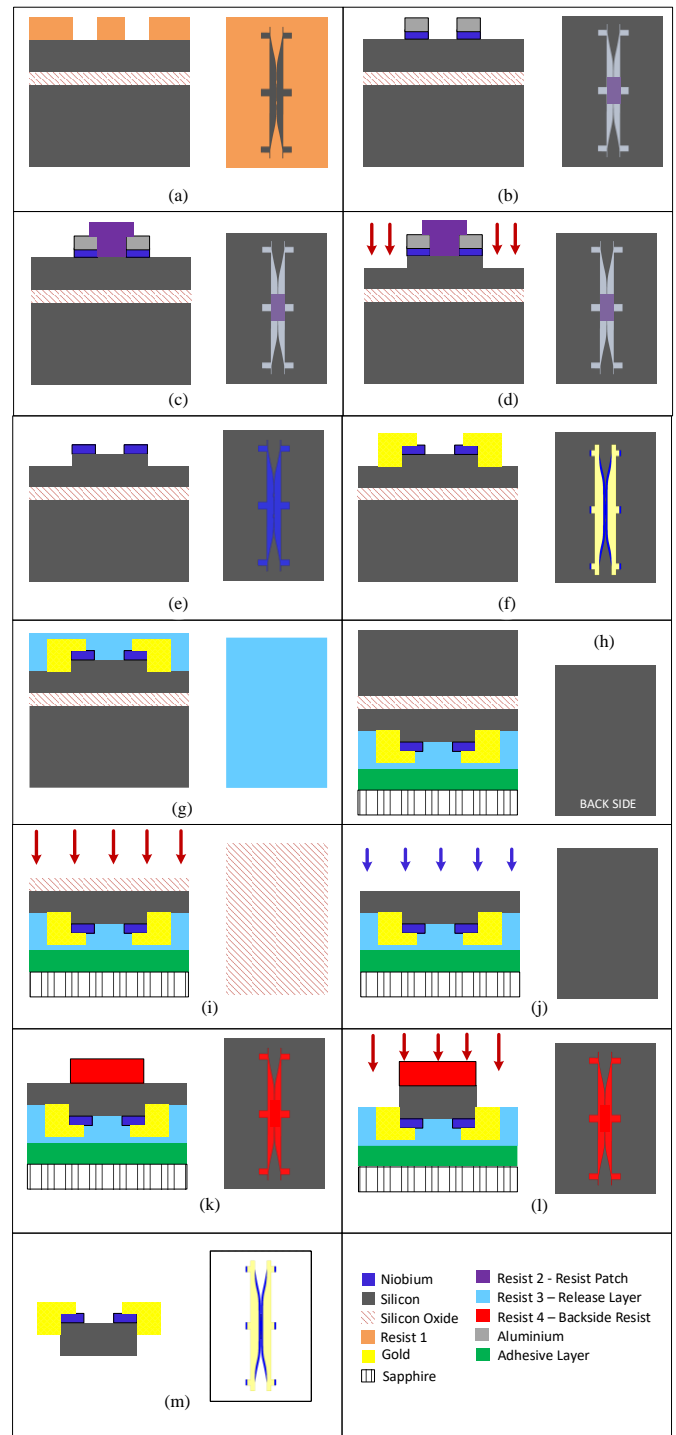 (a)
(b)
(c)
(d)
(e)
(f)
(g)
(h)
BACK SIDE
(i)
(j)
(k)
(l)
(m)
Niobium
Silicon
Silicon Oxide
Resist 1
Gold
Sapphire
Resist 2 - Resist Patch
Resist 3 – Release Layer
Resist 4 – Backside Resist
Aluminium
Adhesive Layer